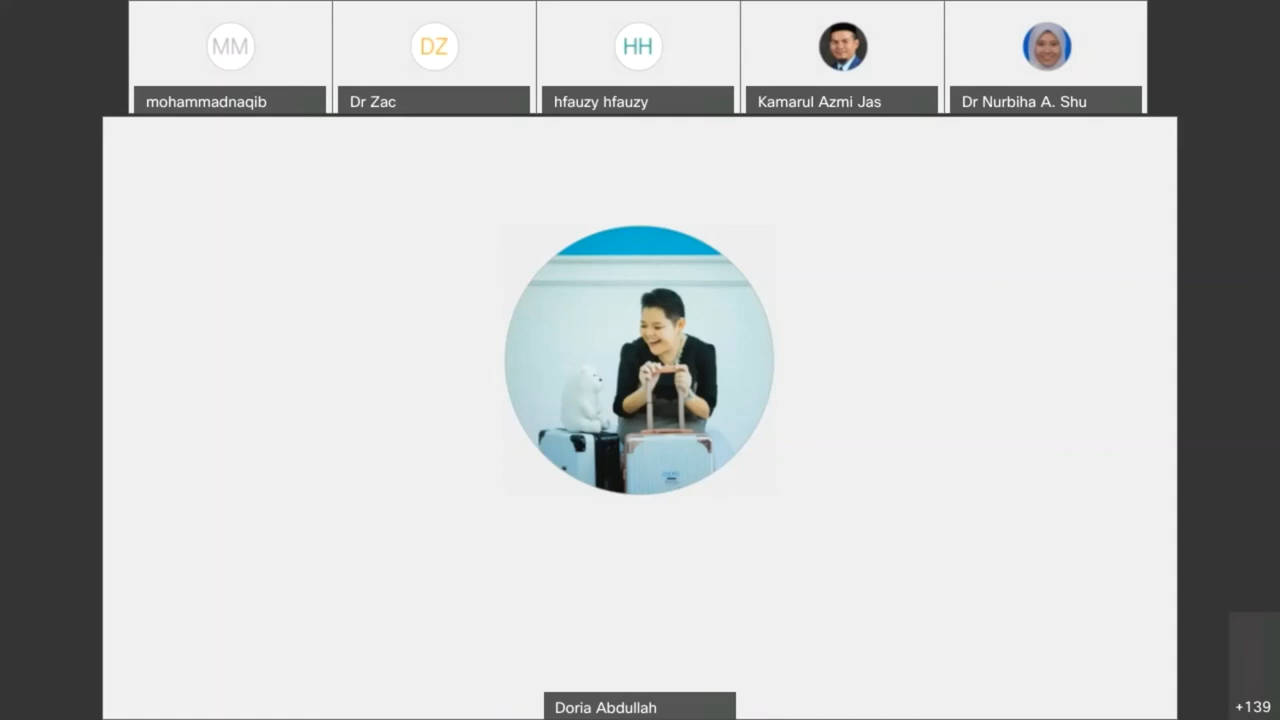 MM
DZ
HH
mohammadnaqib
Dr Zac
hfauzy hfauzy
Kamarul Azmi Jas
Dr Nurbiha A. Shu
Doria Abdullah
+139